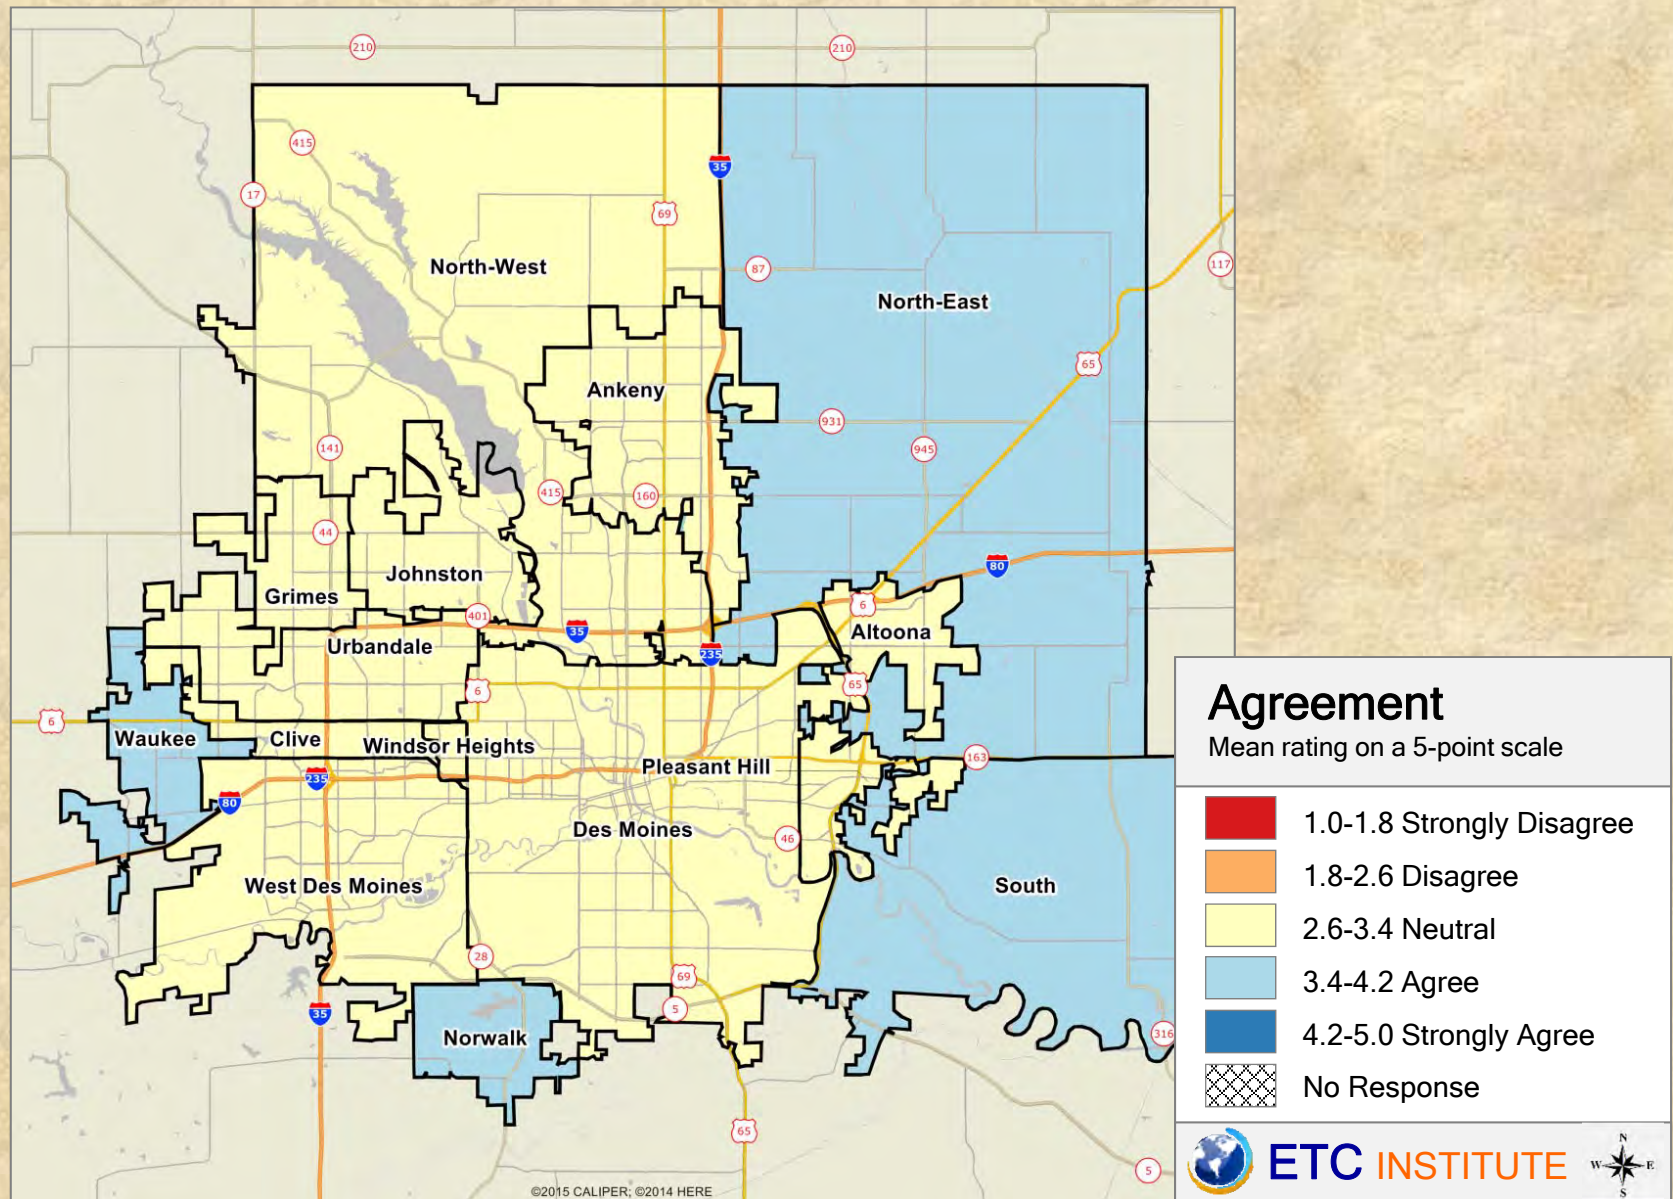 210
210
415
35
17
69
117
87
North-West
North-East
65
Ankeny
931
141
945
415
160
44
80
Johnston
Grimes
6
401
35
Altoona
Urbandale
235
65
6
6
Waukee
Clive
Windsor Heights
163
Pleasant Hill
235
80
Des Moines
46
West Des Moines
South
28
69
5
35
316
Norwalk
65
5
©2015 CALIPER; ©2014 HERE
Agreement
Mean rating on a 5-point scale
1.0-1.8 Strongly Disagree
1.8-2.6 Disagree
2.6-3.4 Neutral
3.4-4.2 Agree
4.2-5.0 Strongly Agree
No Response
ETC INSTITUTE
N
W E
S